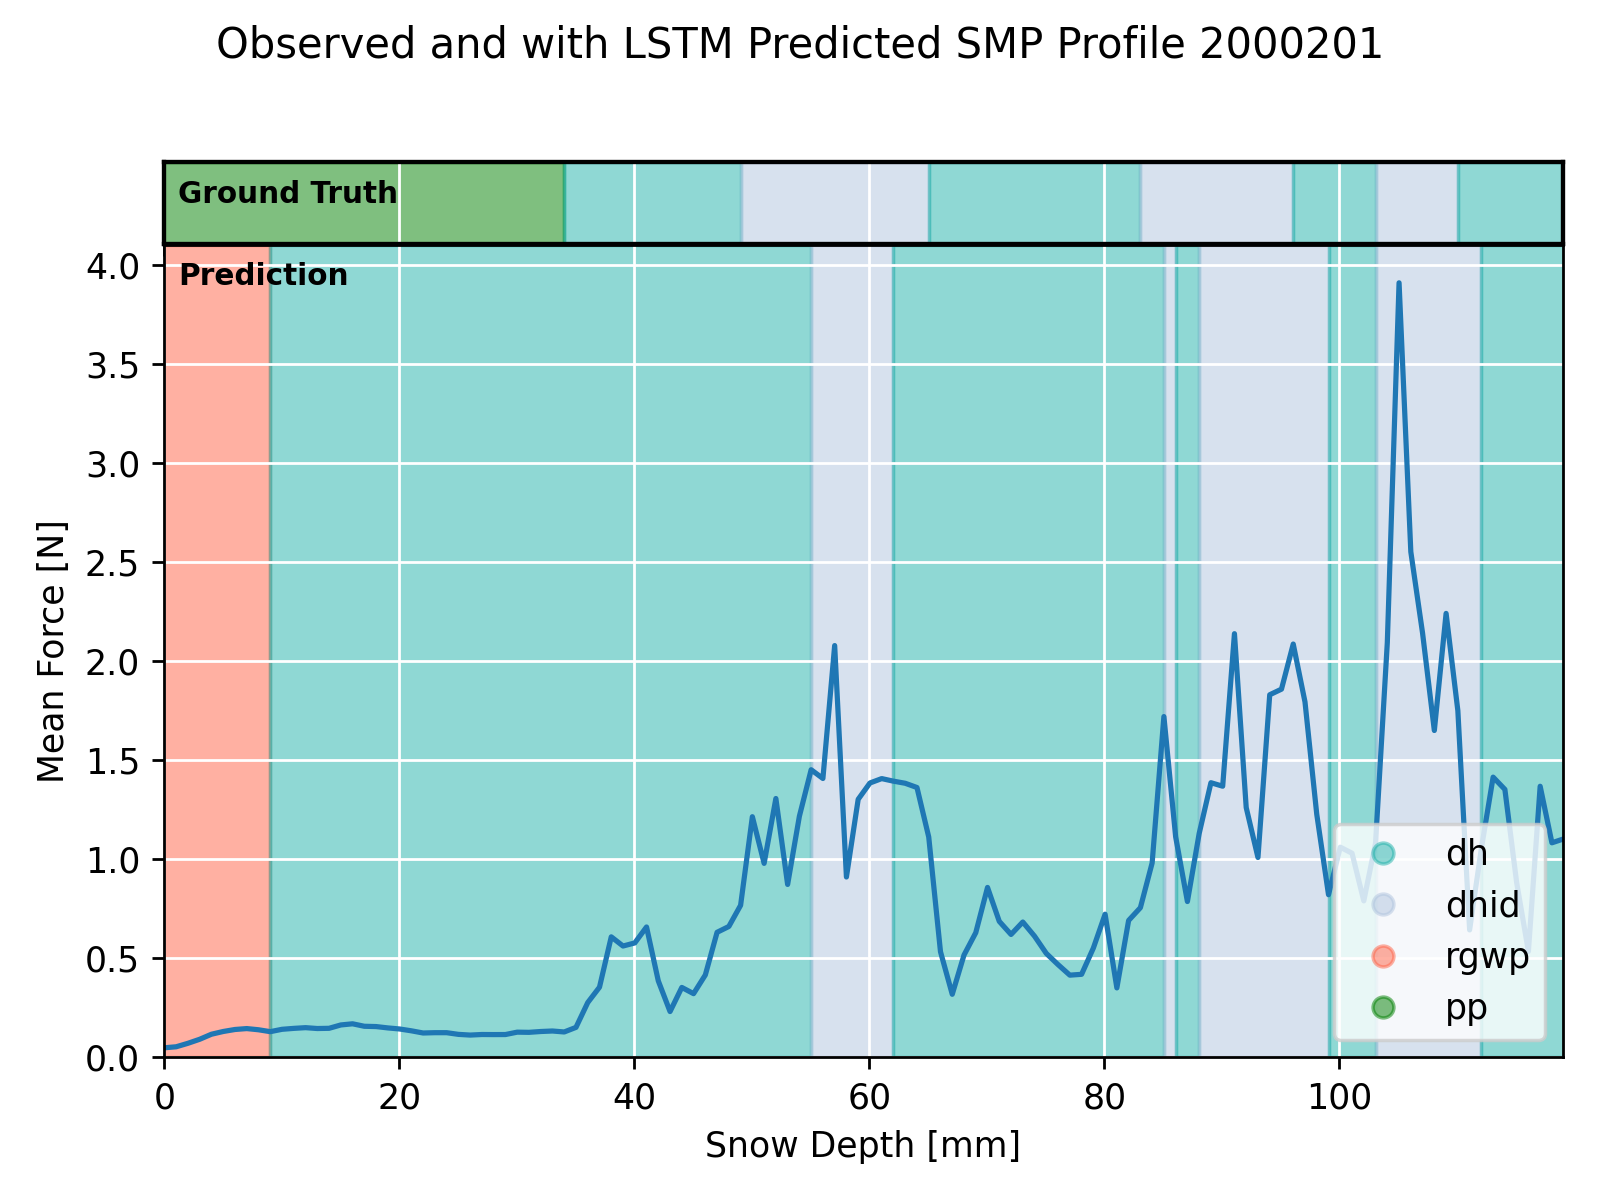 Observed and with LSTM Predicted SMP Profile 2000201
Ground Truth
Prediction
4.0
3.5
3.0
2.5
2.0
1.5
1.0
0.5
0.0
Mean Force [N]
dh
dhid
rgwp
pp
0 20 40 60 80 100
Snow Depth [mm]